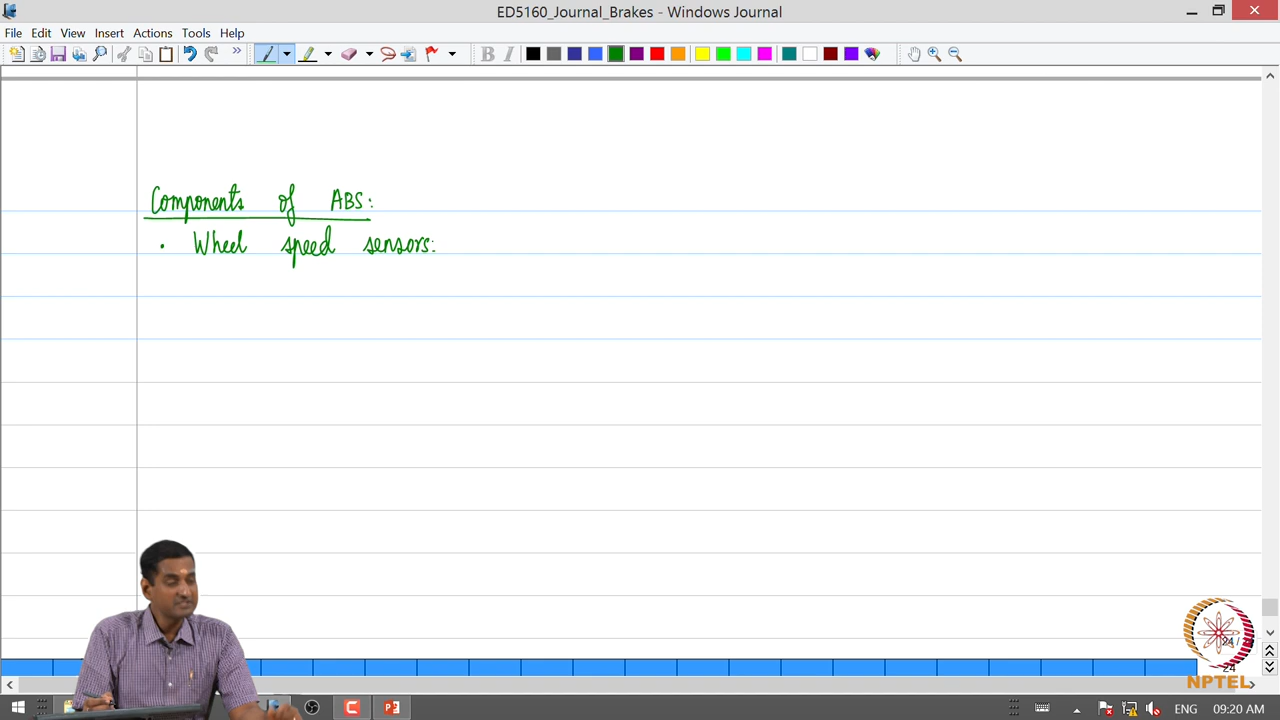 ED5160_Journal_Brakes - Windows Journal
File Edit View Insert Actions Tools Help
B I
Components of ABS:
• Wheel speed sensors:
24
NPTEL
ENG 09:20 AM